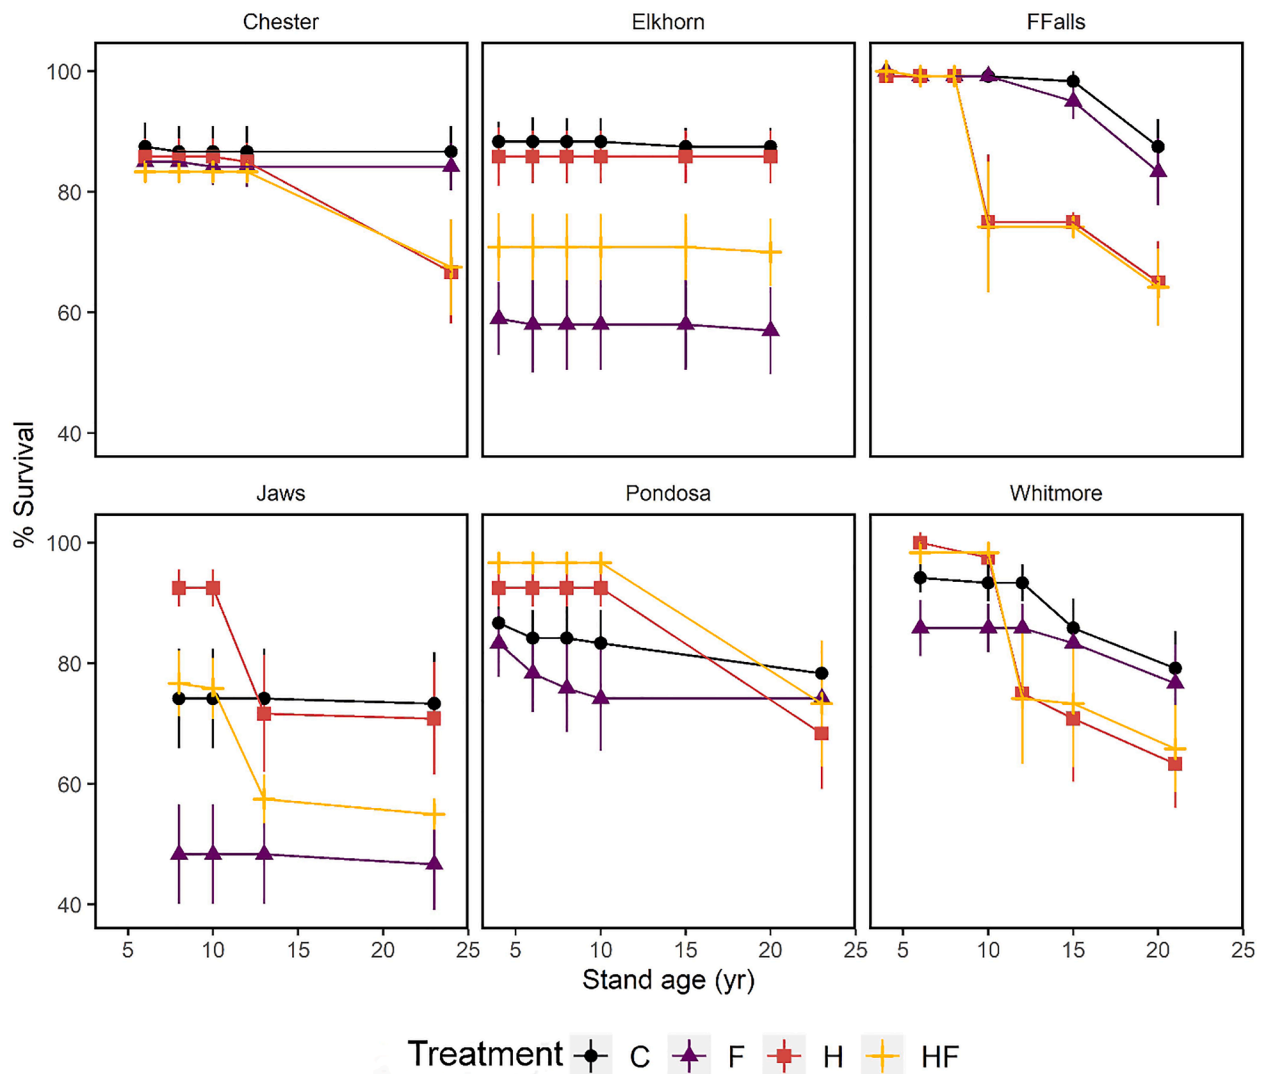 Chester Elkhorn FFalls
100
80
60
40
% Survival
Jaws Pondosa Whitmore
100
80
60
40
5 10 15 20 25 5 10 15 20 25 5 10 15 20 25
Stand age (yr)
Treatment C F H HF